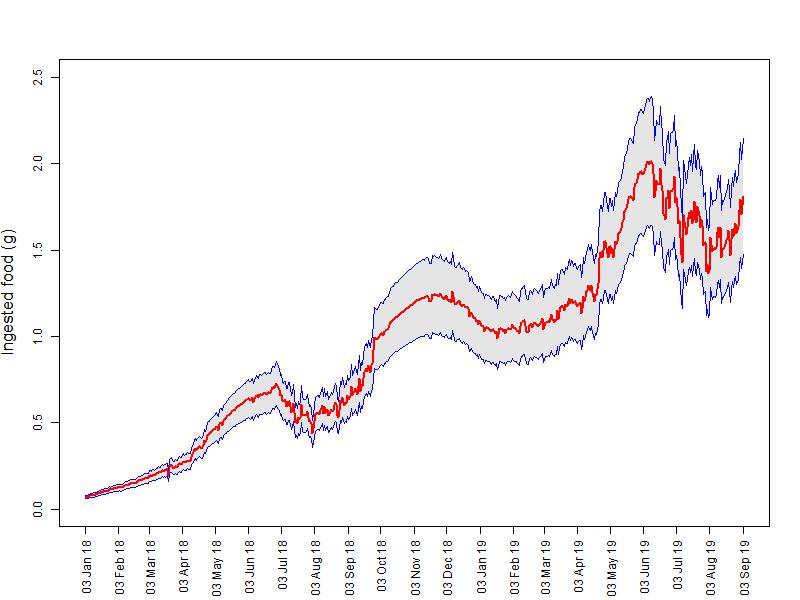 Ingested food (g)
2.5
2.0
1.5
1.0
0.5
0.0
03 Jan 18
03 Feb 18
03 Mar 18
03 Apr 18
03 May 18
03 Jun 18
03 Jul 18
03 Aug 18
03 Sep 18
03 Oct 18
03 Nov 18
03 Dec 18
03 Jan 19
03 Feb 19
03 Mar 19
03 Apr 19
03 May 19
03 Jun 19
03 Jul 19
03 Aug 19
03 Sep 19